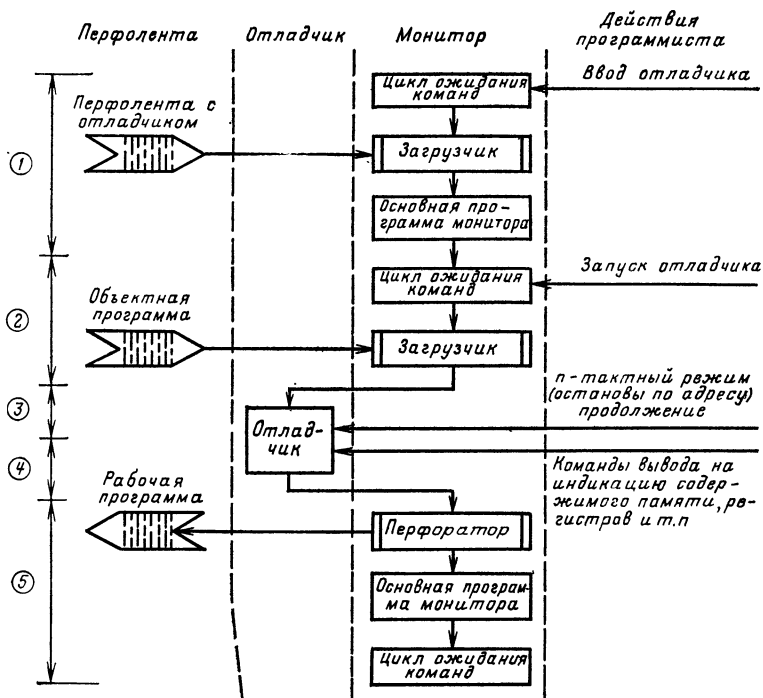 Перфолента
Отладчик
Монитор
Действия
программиста
Цикл ожидания
команд
Ввод отладчика
Перфолента с
отладчиком
Загрузчик
1
Основная про-
грамма монитора
Цикл ожидания
команд
Запуск отладчика
Объектная
программа
2
Загрузчик
n-тактный режим
(остановы по адресу)
продолжение
3
Отлад-
чик
4
Команды вывода на
индикацию содер-
жимого памяти, ре-
гистров и т.п
Рабочая
программа
Перфоратор
5
Основная програм-
ма монитора
Цикл ожидания
команд